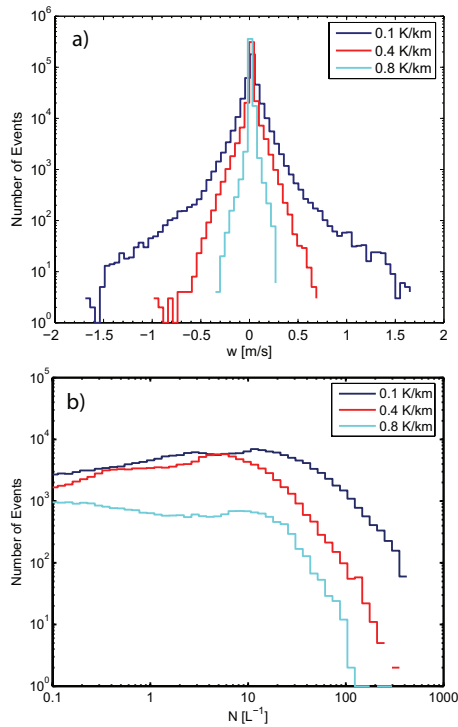 a)
0.1 K/km
0.4 K/km
0.8 K/km
Number of Events
10^6
10^5
10^4
10^3
10^2
10^1
10^0
−2 −1.5 −1 −0.5 0 0.5 1 1.5 2
w [m/s]
b)
0.1 K/km
0.4 K/km
0.8 K/km
Number of Events
10^5
10^4
10^3
10^2
10^1
10^0
0.1 1 10 100 1000
N [L^−1]